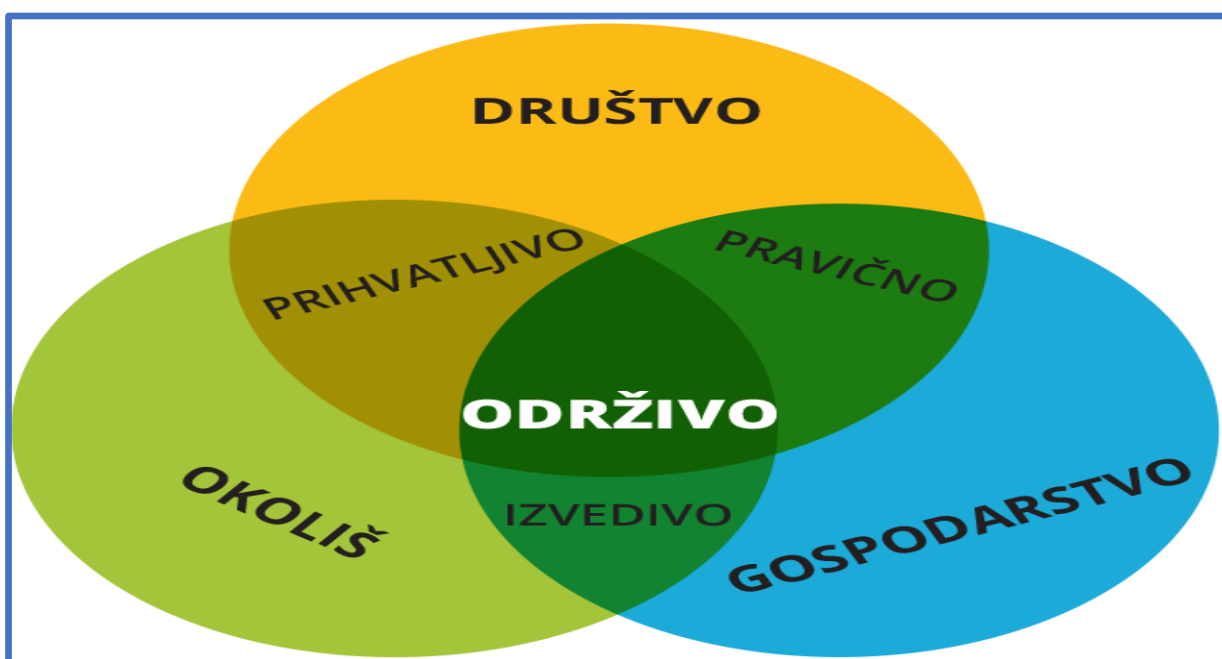 DRUŠTVO
PRIHVATLJIVO
PRAVIČNO
ODRŽIVO
OKOLIŠ
IZVEDIVO
GOSPODARSTVO